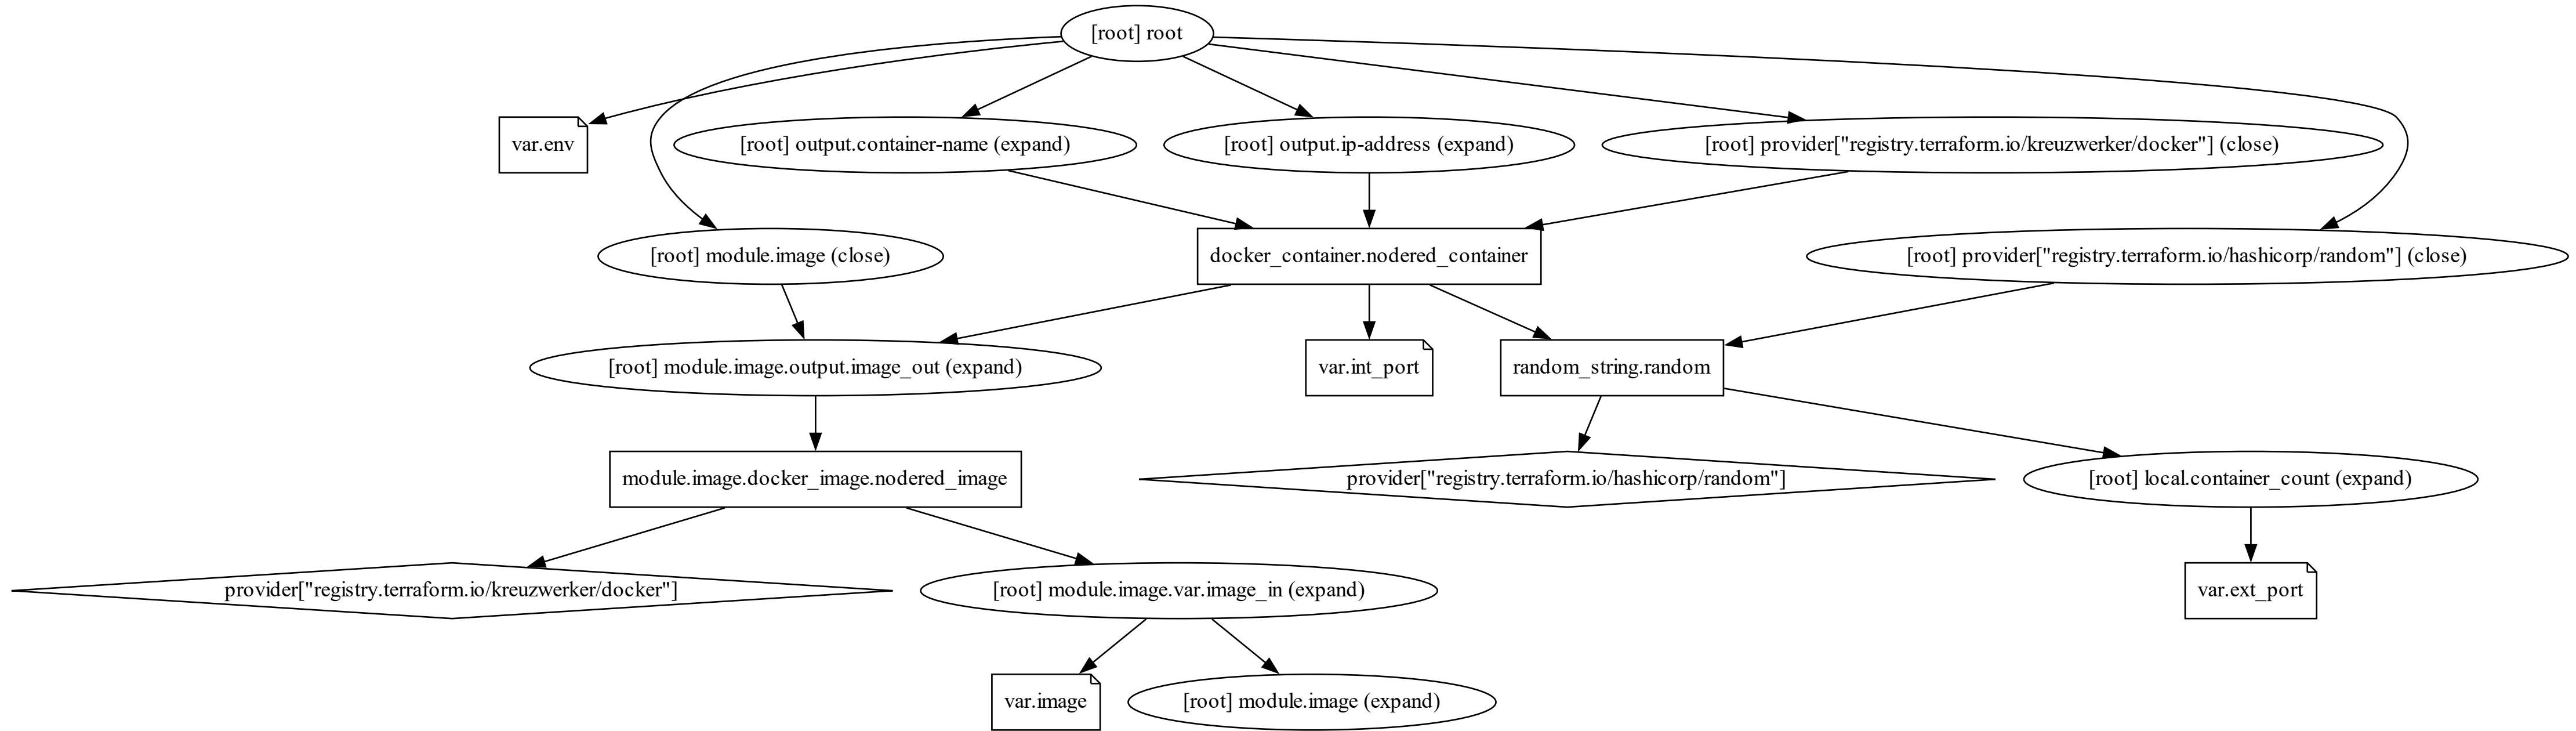 [root] root
var.env
[root] output.container-name (expand)
[root] output.ip-address (expand)
[root] provider["registry.terraform.io/kreuzwerker/docker"] (close)
[root] module.image (close)
docker_container.nodered_container
[root] provider["registry.terraform.io/hashicorp/random"] (close)
[root] module.image.output.image_out (expand)
var.int_port
random_string.random
module.image.docker_image.nodered_image
provider["registry.terraform.io/hashicorp/random"]
[root] local.container_count (expand)
provider["registry.terraform.io/kreuzwerker/docker"]
[root] module.image.var.image_in (expand)
var.ext_port
var.image
[root] module.image (expand)